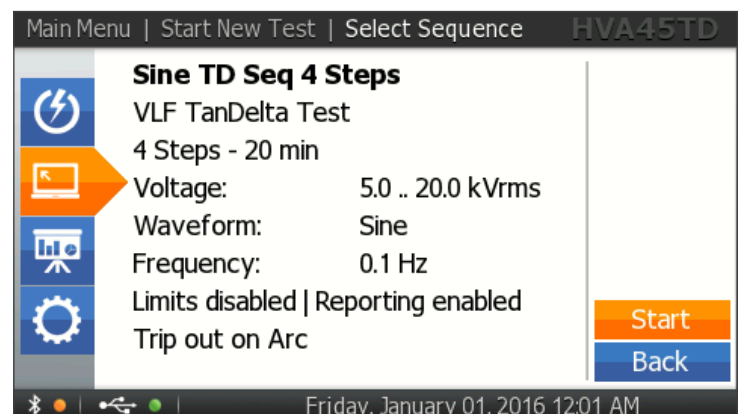 Main Menu | Start New Test | Select Sequence HVA45TD
Sine TD Seq 4 Steps
VLF TanDelta Test
4 Steps - 20 min
Voltage: 5.0 .. 20.0 kVrms
Waveform: Sine
Frequency: 0.1 Hz
Limits disabled | Reporting enabled
Trip out on Arc
Start
Back
Friday, January 01, 2016 12:01 AM